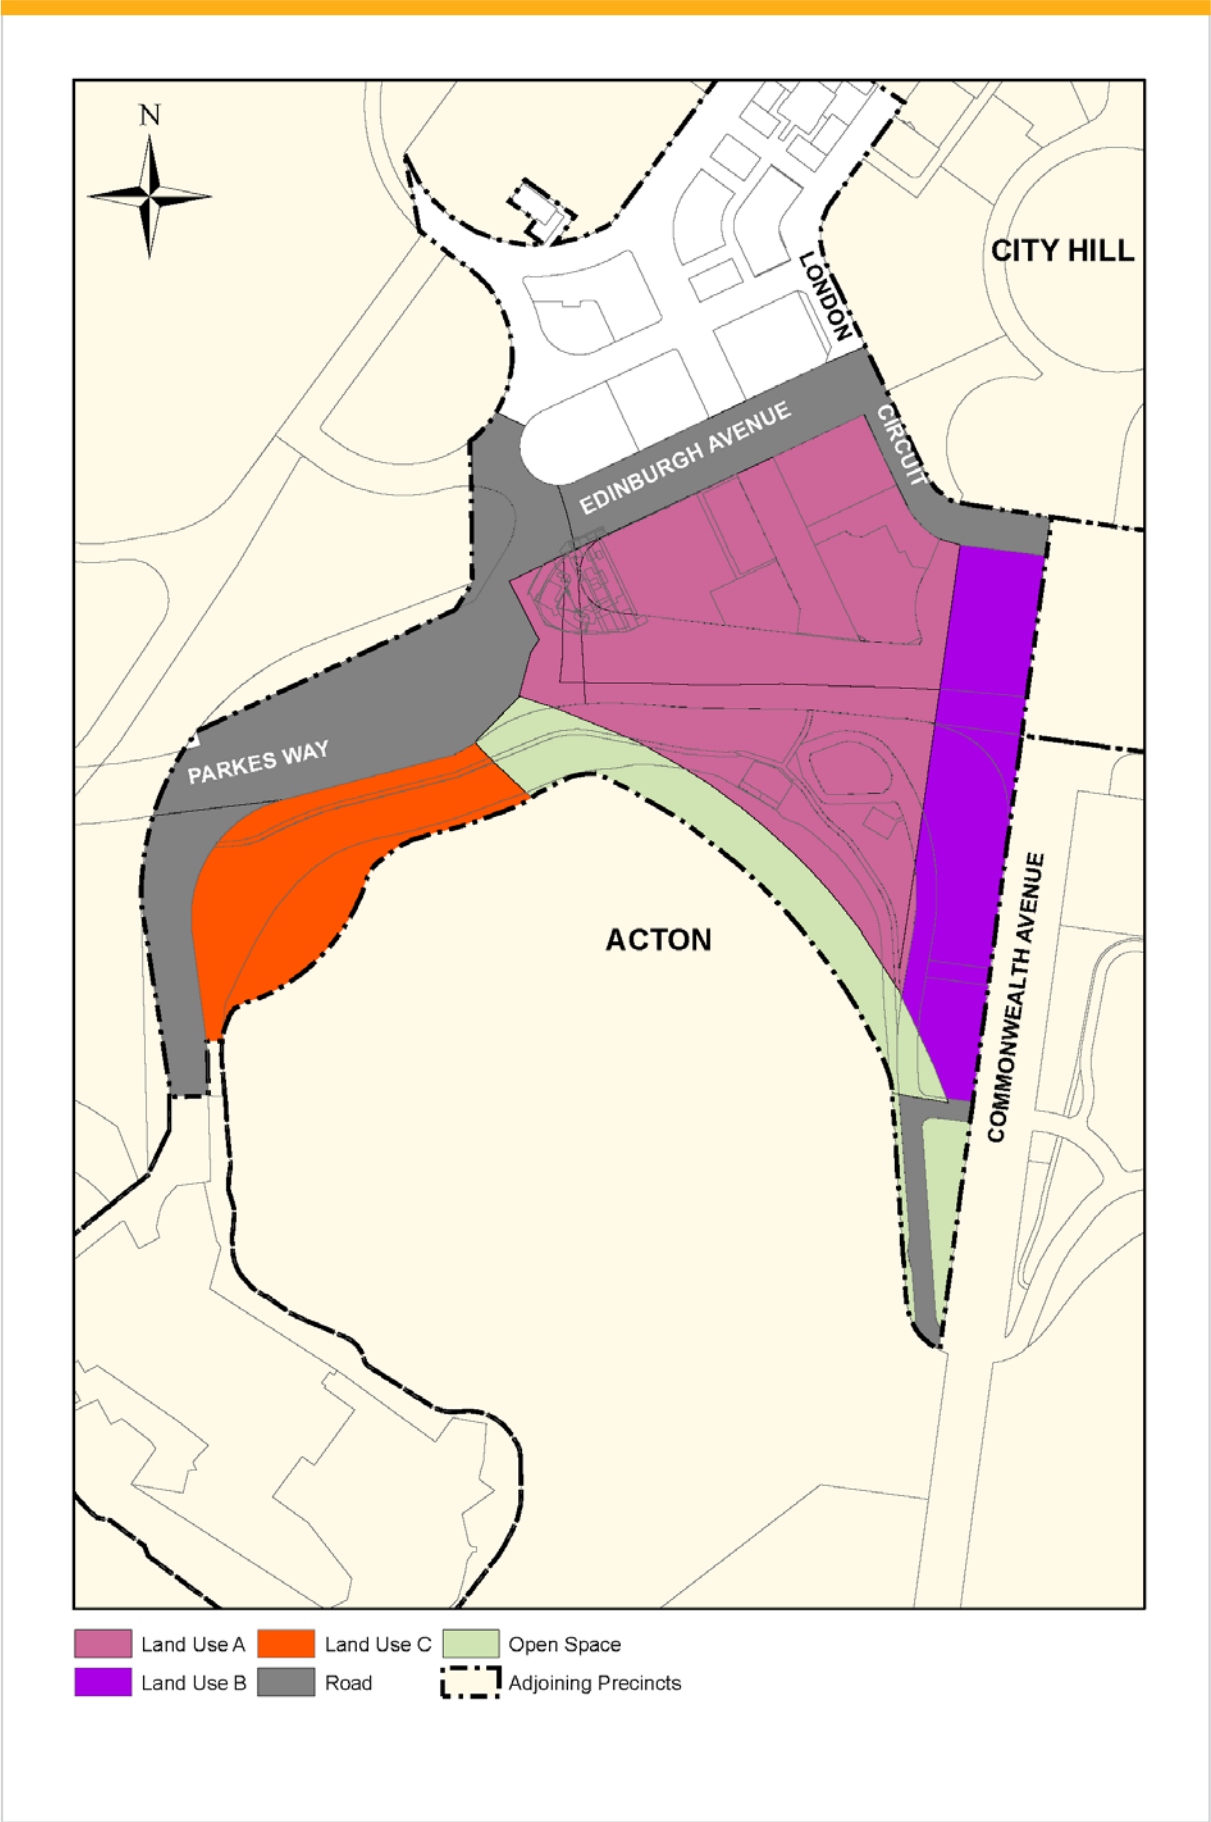 N
CITY HILL
LONDON
CIRCUIT
EDINBURGH AVENUE
PARKES WAY
ACTON
COMMONWEALTH AVENUE
Land Use A
Land Use C
Open Space
Land Use B
Road
Adjoining Precincts